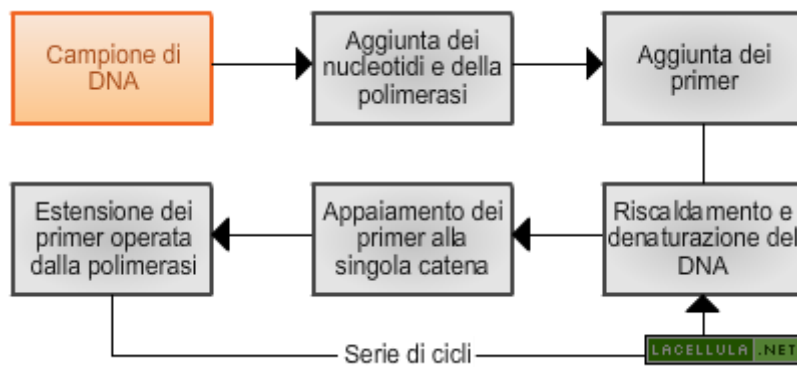 Campione di
DNA
Aggiunta dei
nucleotidi e della
polimerasi
Aggiunta dei
primer
Estensione dei
primer operata
dalla polimerasi
Appaiamento dei
primer alla
singola catena
Riscaldamento e
denaturazione del
DNA
Serie di cicli
LACELLULA.NET